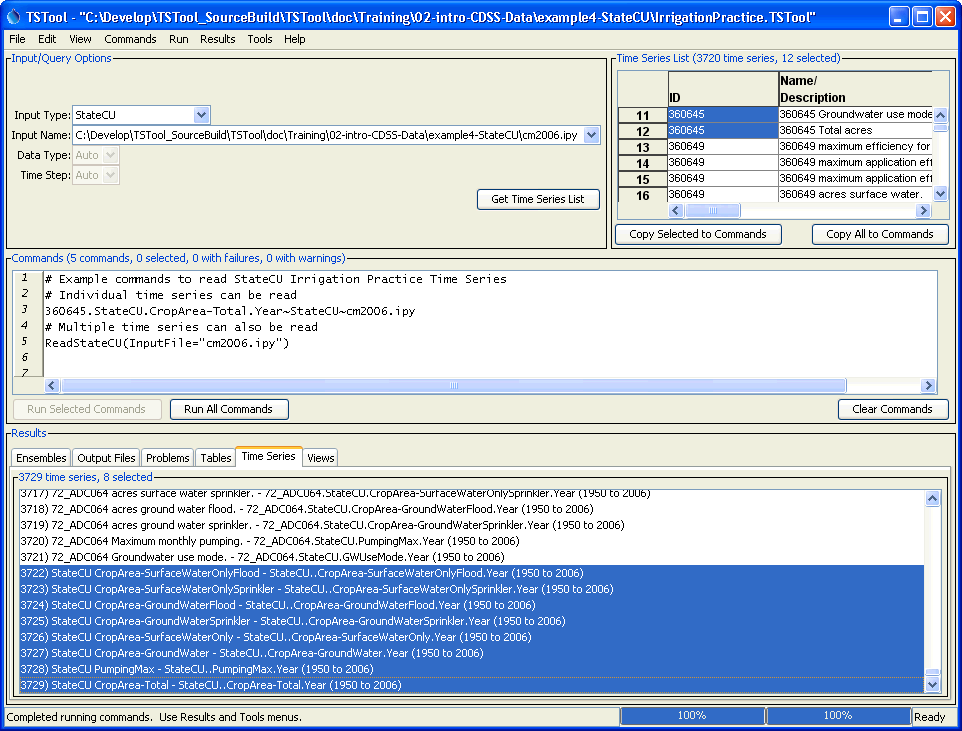 TSTool - "C:\Develop\TSTool_SourceBuild\TSTool\doc\Training\02-intro-CDSS-Data\example4-StateCU\IrrigationPractice.TSTool"
File Edit View Commands Run Results Tools Help
Input/Query Options
Input Type: StateCU
Input Name: C:\Develop\TSTool_SourceBuild\TSTool\doc\Training\02-intro-CDSS-Data\example4-StateCU\cm2006.ipy
Data Type: Auto
Time Step: Auto
Get Time Series List
Time Series List (3720 time series, 12 selected)
Name/
ID Description
11 360645 360645 Groundwater use mode
12 360645 360645 Total acres
13 360649 360649 maximum efficiency for
14 360649 360649 maximum application eff
15 360649 360649 maximum application eff
16 360649 360649 acres surface water.
Copy Selected to Commands Copy All to Commands
Commands (5 commands, 0 selected, 0 with failures, 0 with warnings)
1 # Example commands to read StateCU Irrigation Practice Time Series
2 # Individual time series can be read
3 360645.StateCU.CropArea-Total.Year~StateCU~cm2006.ipy
4 # Multiple time series can also be read
5 ReadStateCU(InputFile="cm2006.ipy")
6
7
Run Selected Commands Run All Commands Clear Commands
Results
Ensembles Output Files Problems Tables Time Series Views
3729 time series, 8 selected
3717) 72_ADC064 acres surface water sprinkler. - 72_ADC064.StateCU.CropArea-SurfaceWaterOnlySprinkler.Year (1950 to 2006)
3718) 72_ADC064 acres ground water flood. - 72_ADC064.StateCU.CropArea-GroundWaterFlood.Year (1950 to 2006)
3719) 72_ADC064 acres ground water sprinkler. - 72_ADC064.StateCU.CropArea-GroundWaterSprinkler.Year (1950 to 2006)
3720) 72_ADC064 Maximum monthly pumping. - 72_ADC064.StateCU.PumpingMax.Year (1950 to 2006)
3721) 72_ADC064 Groundwater use mode. - 72_ADC064.StateCU.GWUseMode.Year (1950 to 2006)
3722) StateCU CropArea-SurfaceWaterOnlyFlood - StateCU..CropArea-SurfaceWaterOnlyFlood.Year (1950 to 2006)
3723) StateCU CropArea-SurfaceWaterOnlySprinkler - StateCU..CropArea-SurfaceWaterOnlySprinkler.Year (1950 to 2006)
3724) StateCU CropArea-GroundWaterFlood - StateCU..CropArea-GroundWaterFlood.Year (1950 to 2006)
3725) StateCU CropArea-GroundWaterSprinkler - StateCU..CropArea-GroundWaterSprinkler.Year (1950 to 2006)
3726) StateCU CropArea-SurfaceWaterOnly - StateCU..CropArea-SurfaceWaterOnly.Year (1950 to 2006)
3727) StateCU CropArea-GroundWater - StateCU..CropArea-GroundWater.Year (1950 to 2006)
3728) StateCU PumpingMax - StateCU..PumpingMax.Year (1950 to 2006)
3729) StateCU CropArea-Total - StateCU..CropArea-Total.Year (1950 to 2006)
Completed running commands. Use Results and Tools menus. 100% 100% Ready